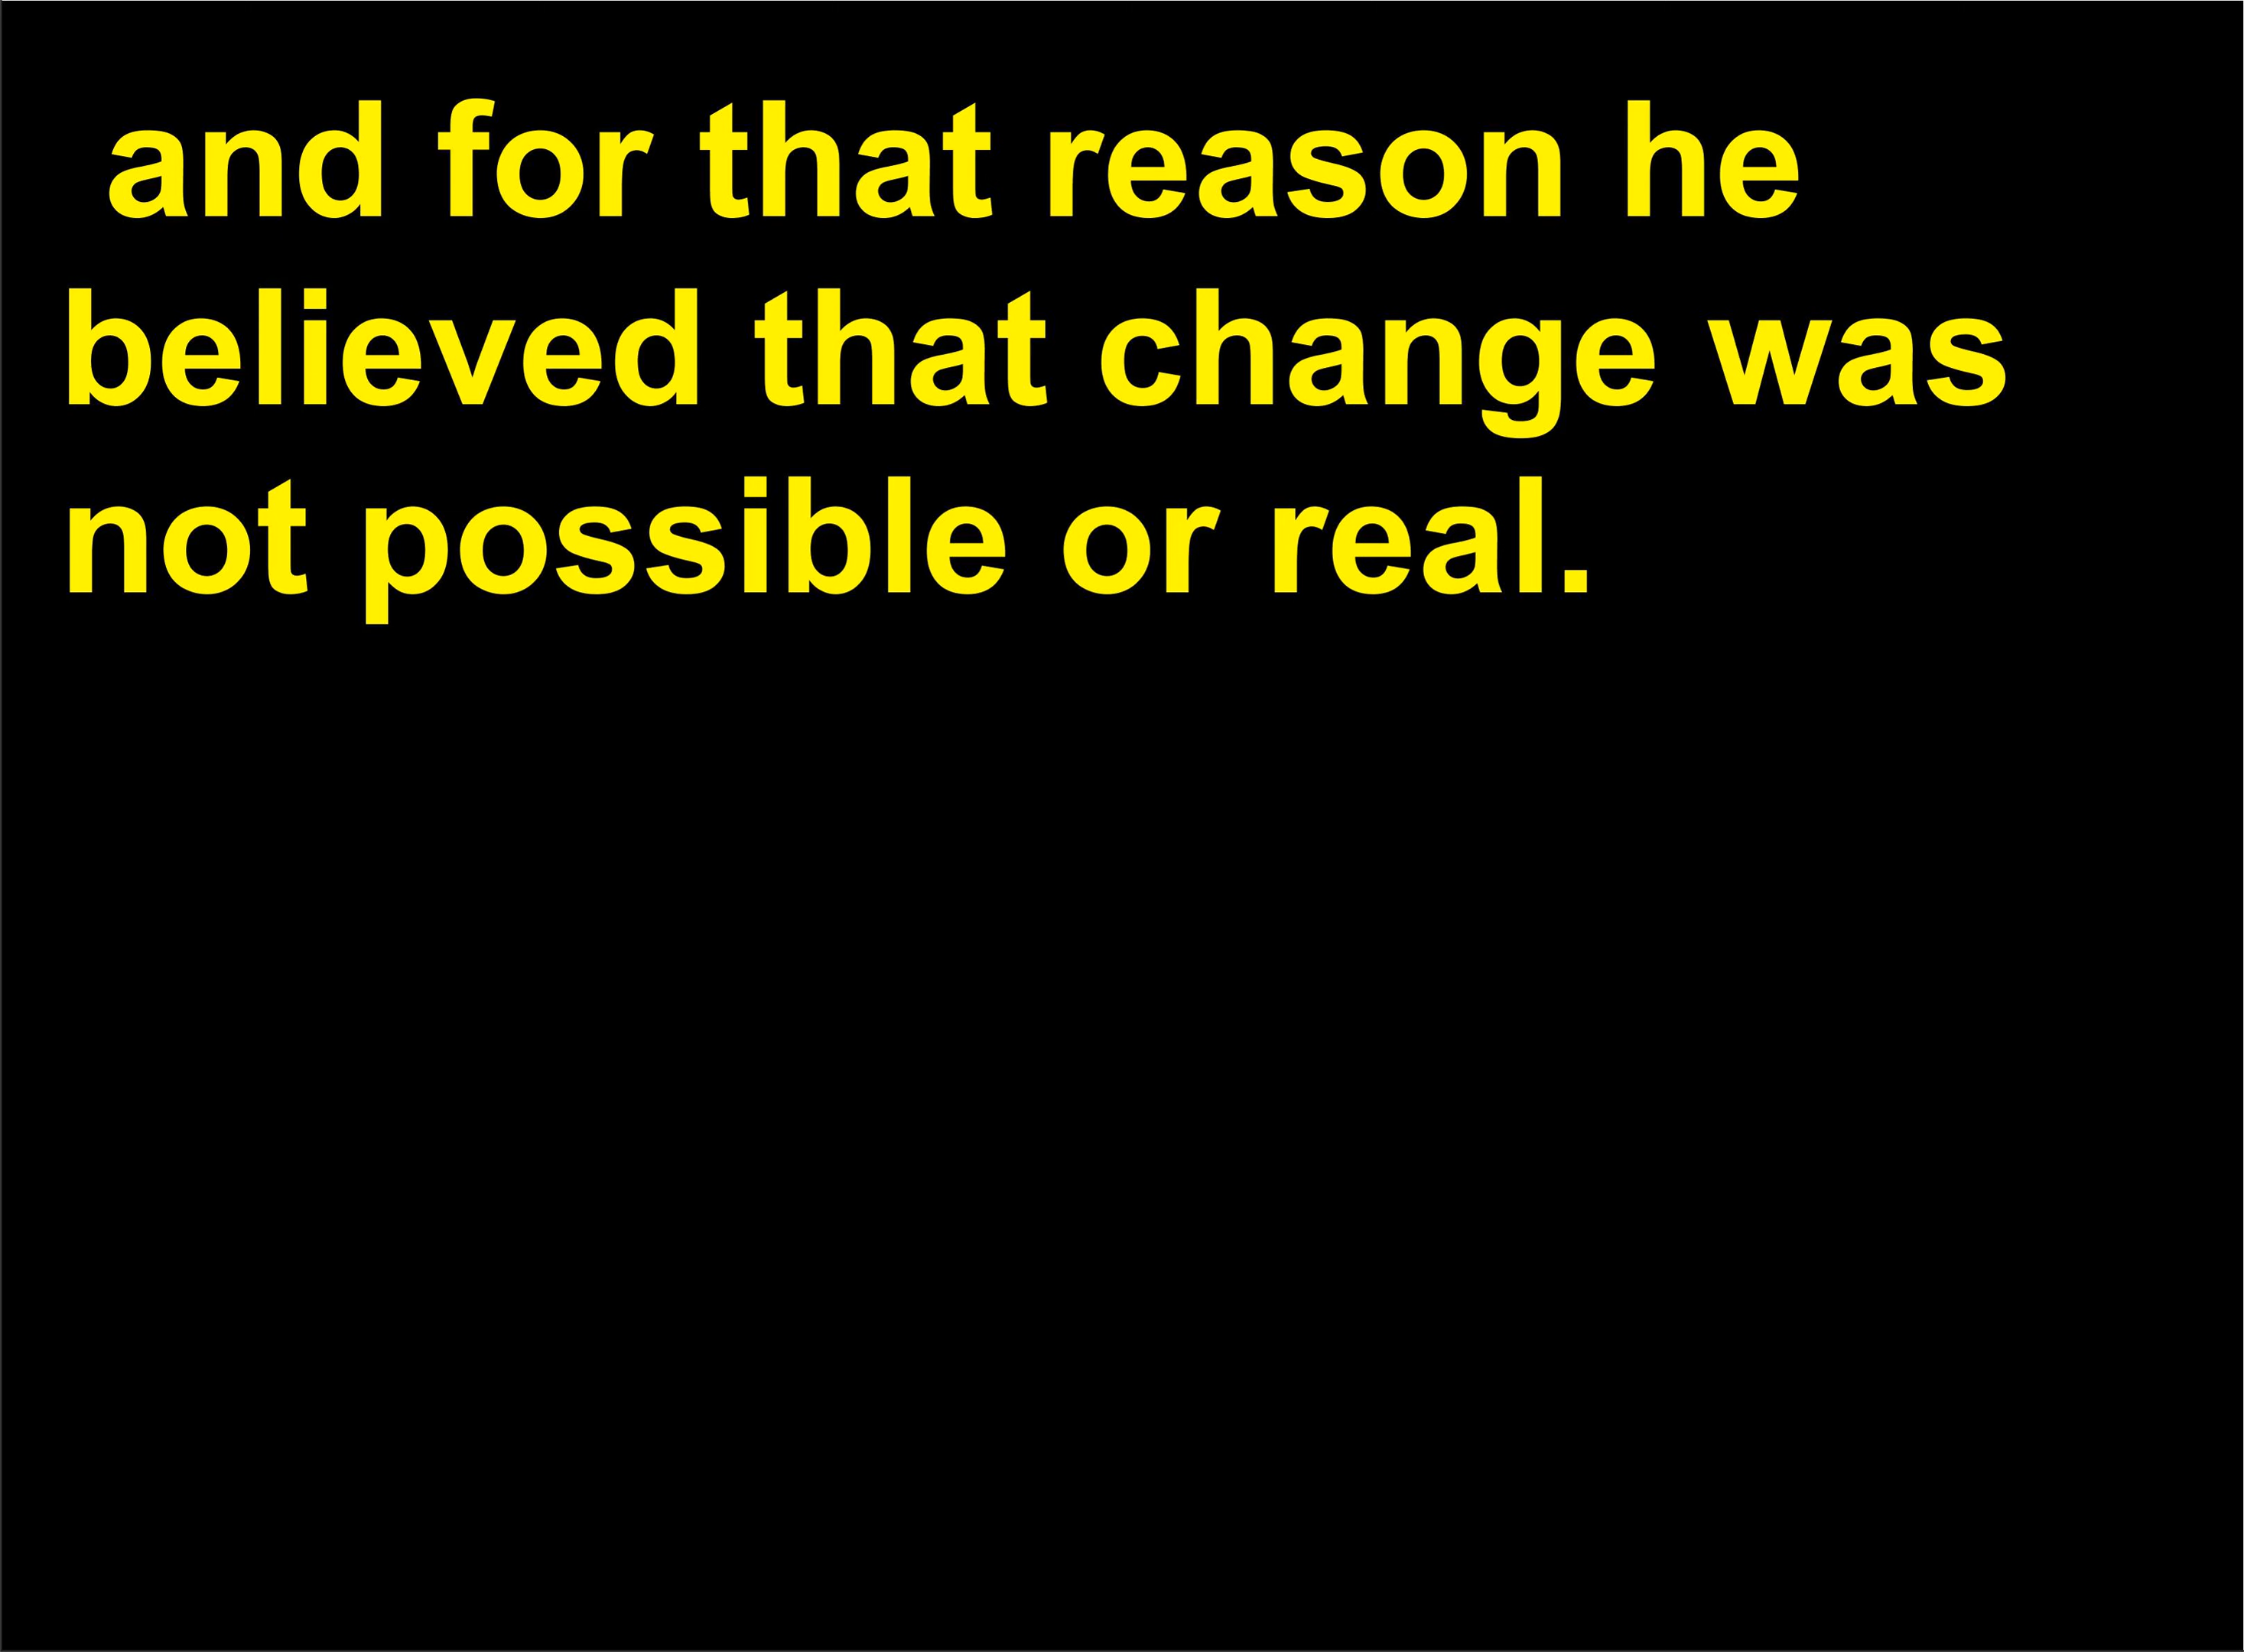 and for that reason he
believed that change was
not possible or real.